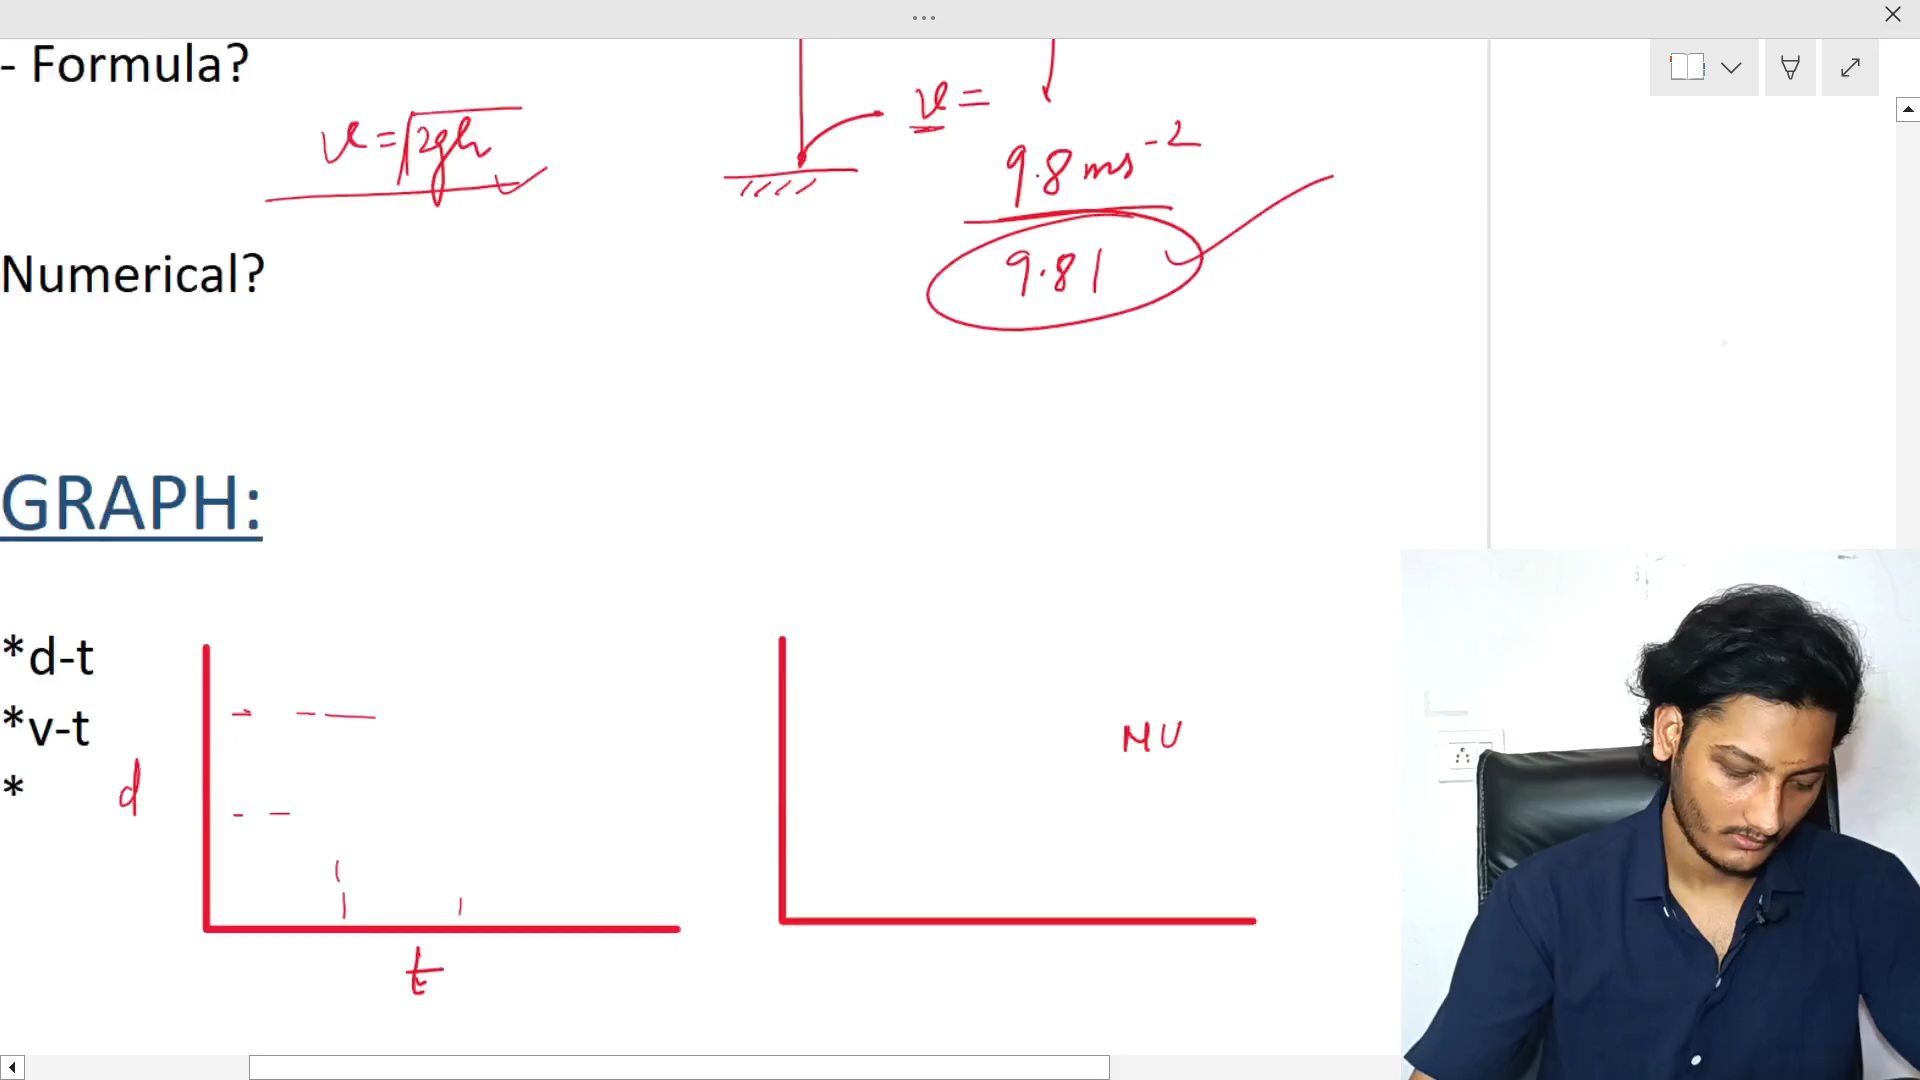 - Formula?
v = √2gh
v =
9.8 ms-2
9.81
Numerical?
GRAPH:
*d-t
*v-t
*
d
t
NU